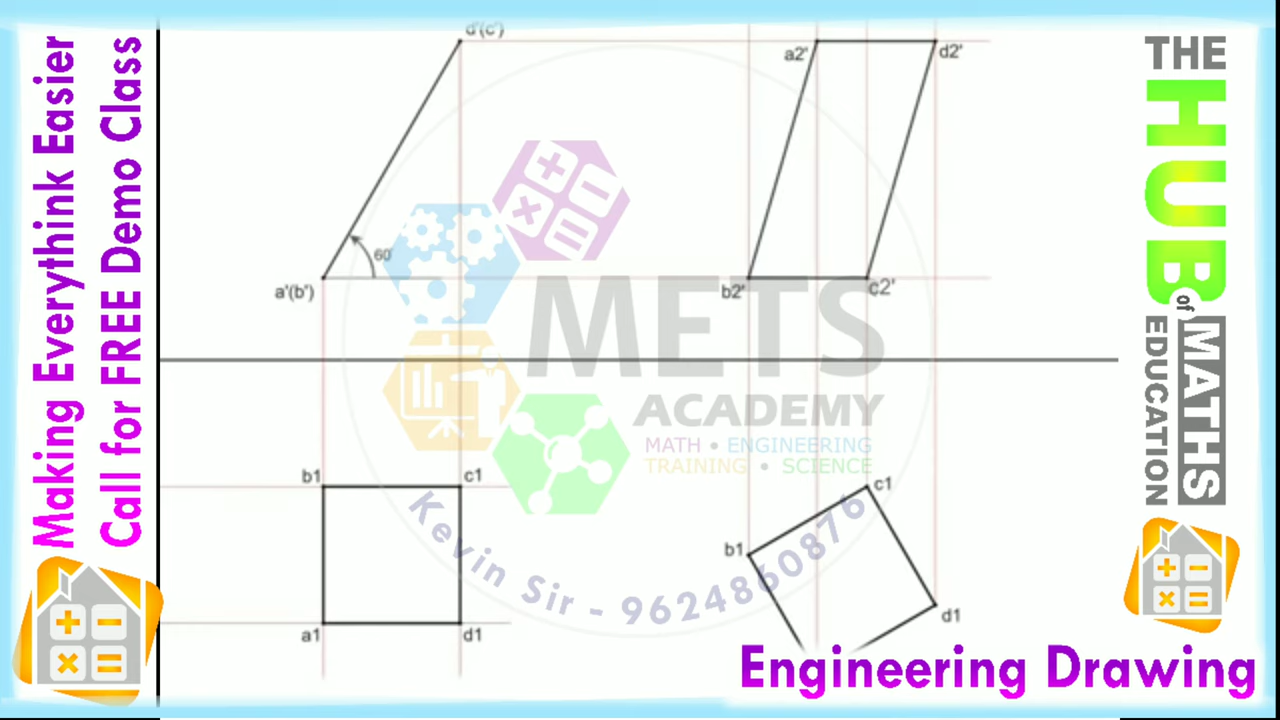 Making Everythink Easier
Call for FREE Demo Class
d'(c')
60
a'(b')
a2'
d2'
b2'
c2'
METS
ACADEMY
MATH • ENGINEERING
TRAINING • SCIENCE
Kevin Sir - 9624860876
b1
c1
a1
d1
c1
b1
d1
THE
HUB
of
MATHS
EDUCATION
Engineering Drawing